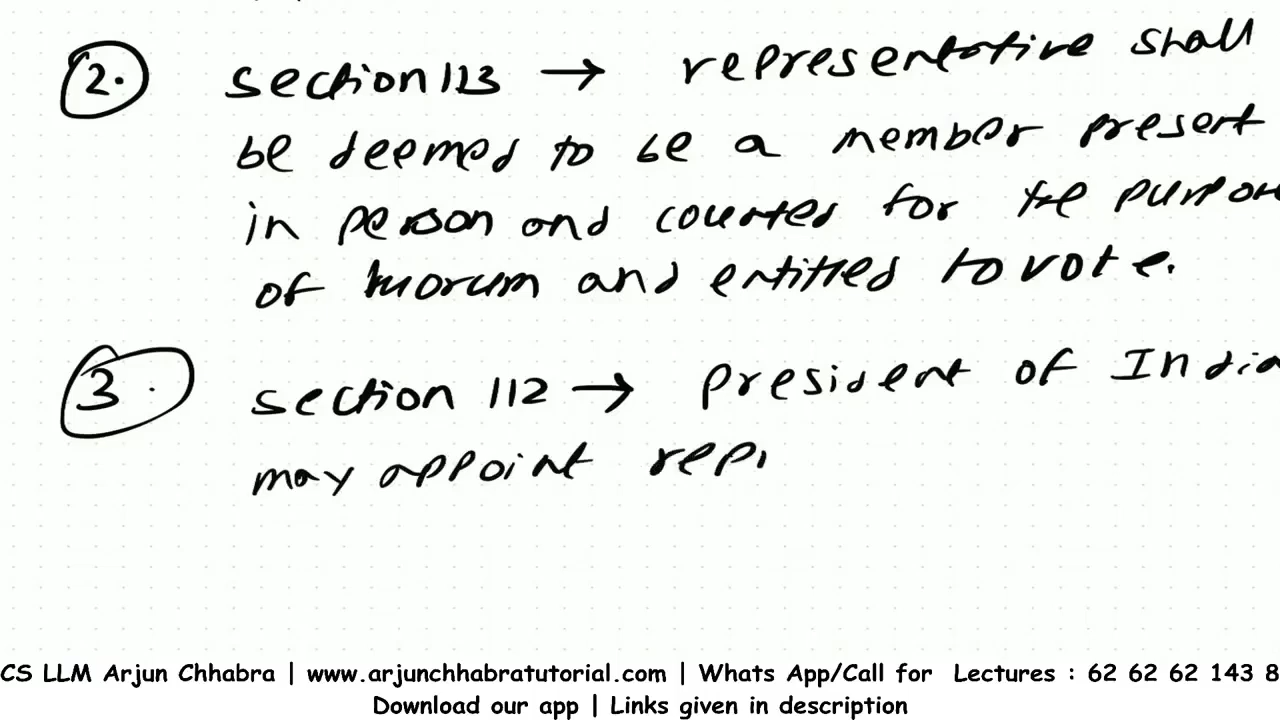 2. section 113 → representative shall
be deemed to be a member present
in person and counted for the purpose
of quorum and entitled to vote.
3. section 112 → president of India
may appoint repr
CS LLM Arjun Chhabra | www.arjunchhabratutorial.com | Whats App/Call for Lectures : 62 62 62 143 8
Download our app | Links given in description